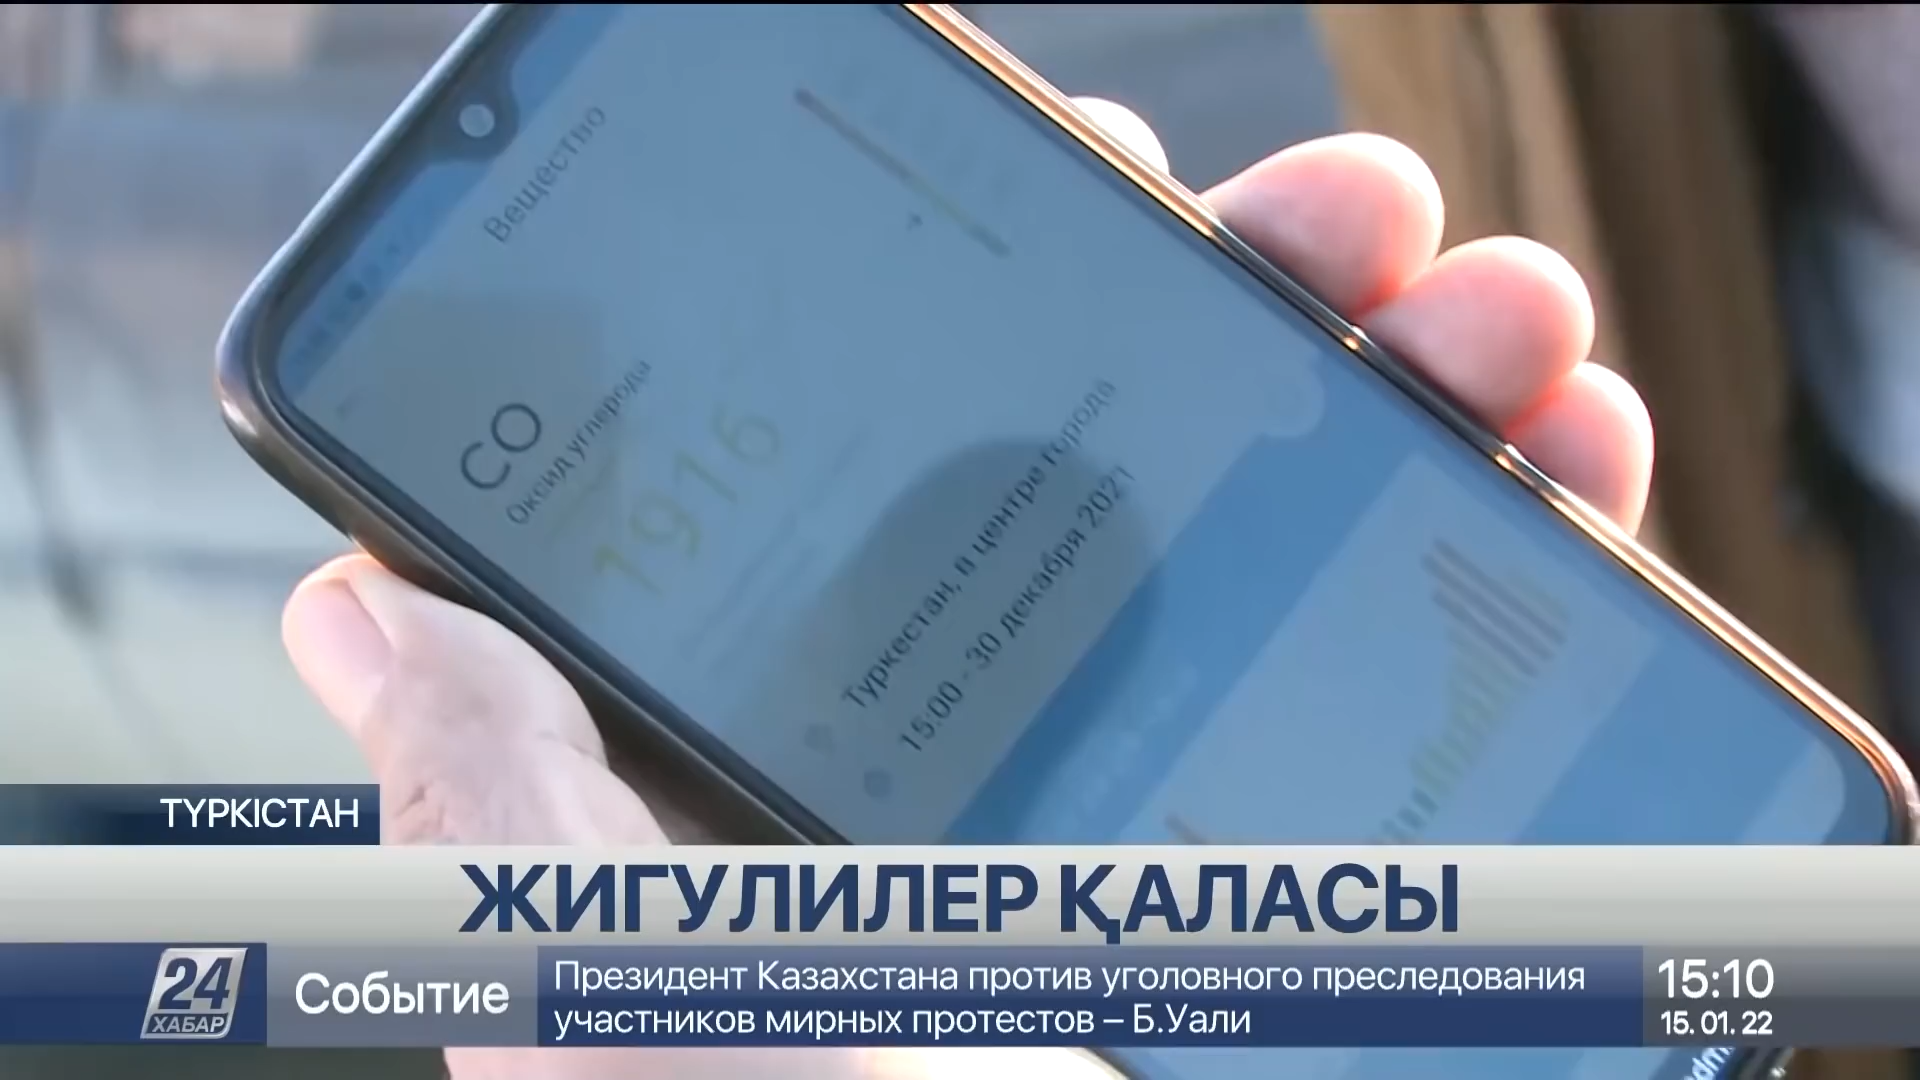 Вещество
CO
Оксид углерода
1916
Туркестан, в центре города
15:00 - 30 декабря 2021
ТҮРКІСТАН
ЖИГУЛИЛЕР ҚАЛАСЫ
24
ХАБАР
Событие
Президент Казахстана против уголовного преследования
участников мирных протестов – Б.Уали
15:10
15. 01. 22